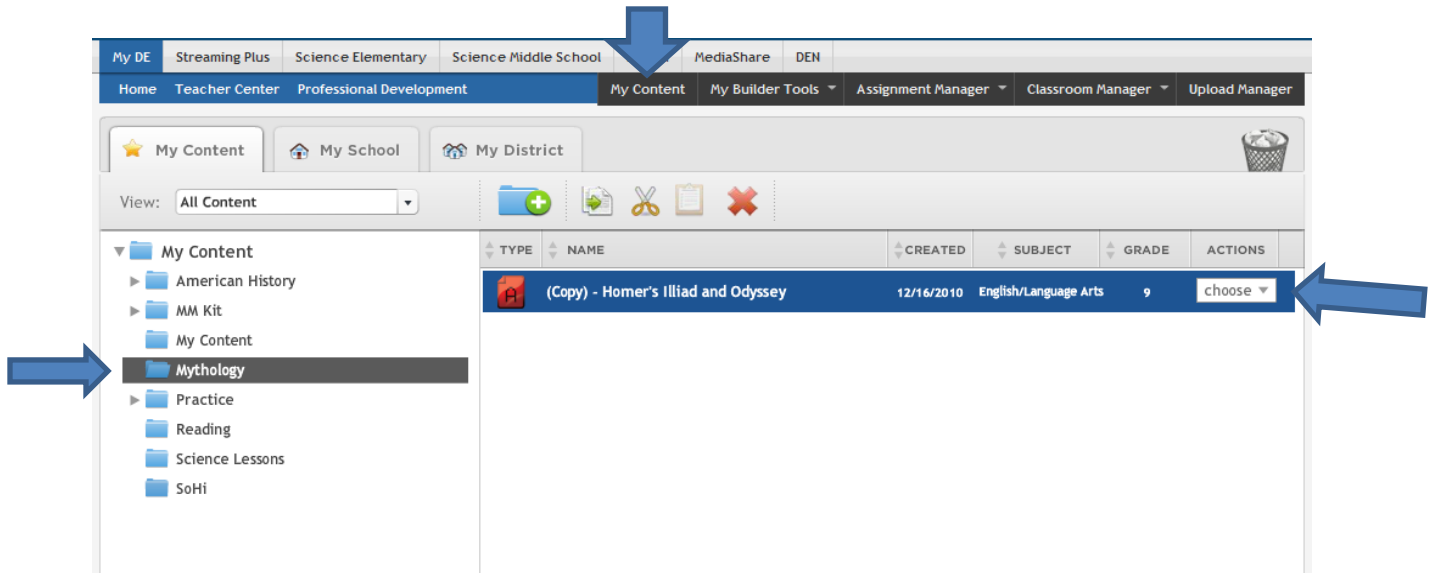 My DE Streaming Plus Science Elementary Science Middle School MediaShare DEN
Home Teacher Center Professional Development My Content My Builder Tools Assignment Manager Classroom Manager Upload Manager
My Content My School My District
View: All Content
My Content
American History
MM Kit
My Content
Mythology
Practice
Reading
Science Lessons
SoHi
TYPE NAME CREATED SUBJECT GRADE ACTIONS
A (Copy) - Homer's Illiad and Odyssey 12/16/2010 English/Language Arts 9 choose